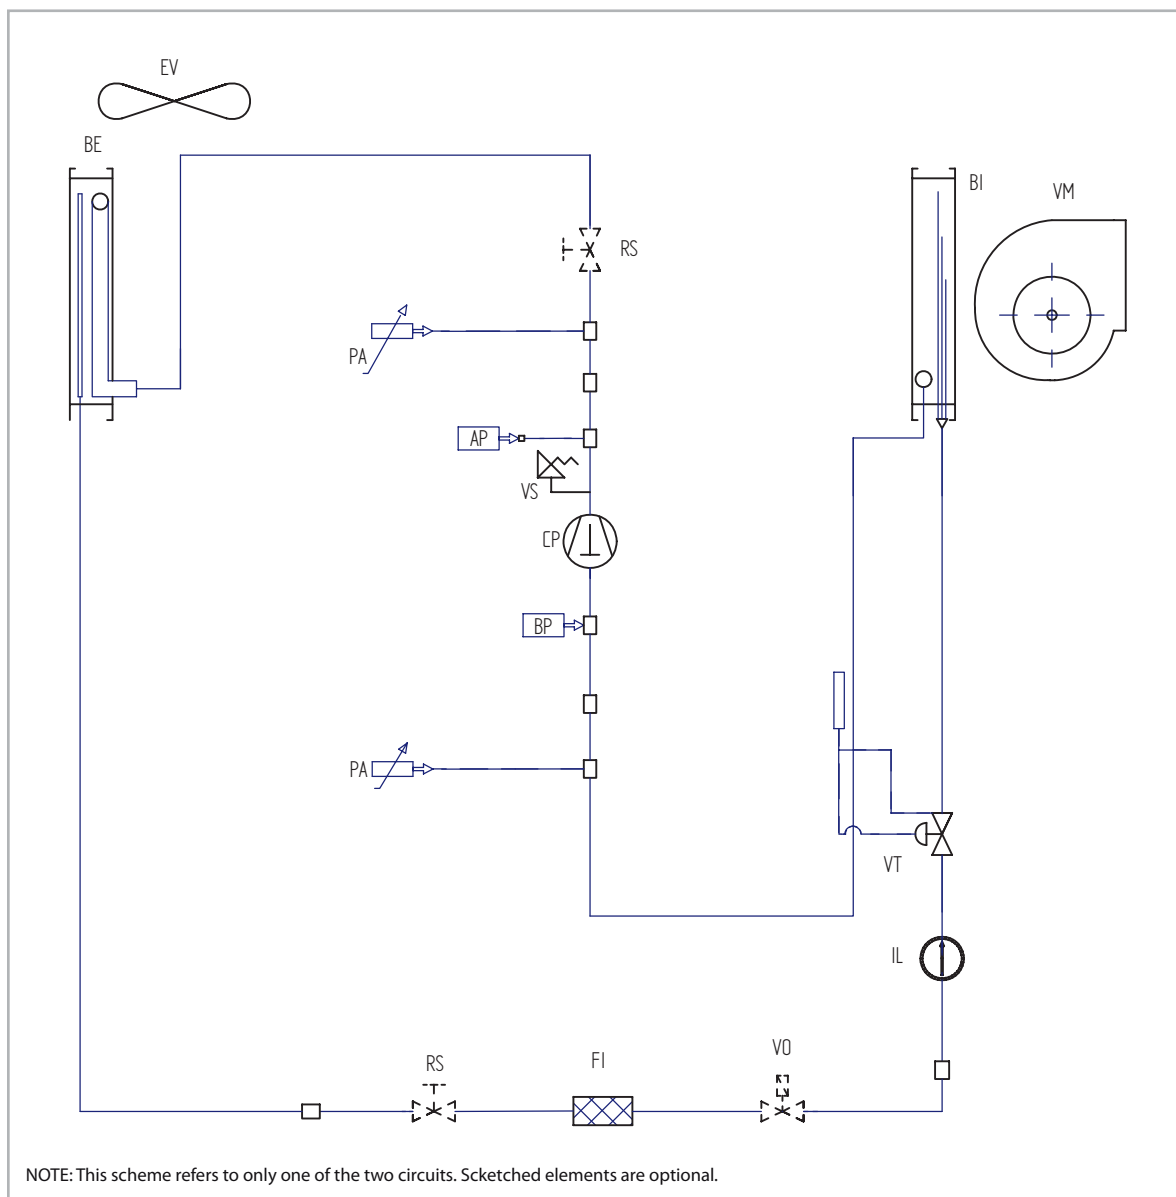 EV
BE
BI
VM
RS
PA
AP
VS
CP
BP
PA
VT
IL
RS
FI
VO
NOTE: This scheme refers to only one of the two circuits. Scketched elements are optional.